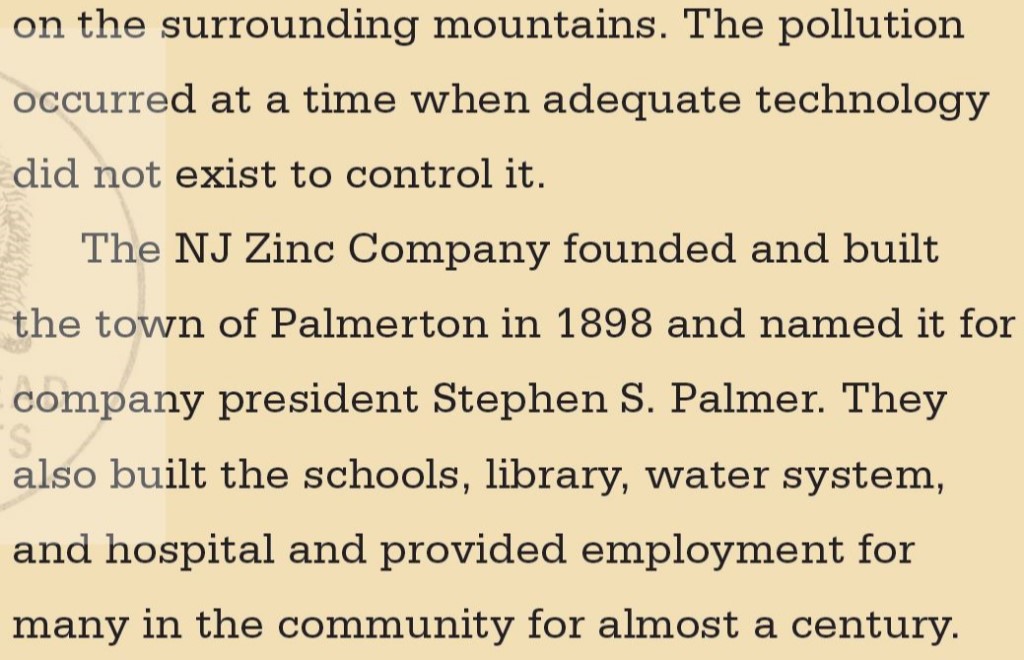 on the surrounding mountains. The pollution
occurred at a time when adequate technology
did not exist to control it.
The NJ Zinc Company founded and built
the town of Palmerton in 1898 and named it for
company president Stephen S. Palmer. They
also built the schools, library, water system,
and hospital and provided employment for
many in the community for almost a century.